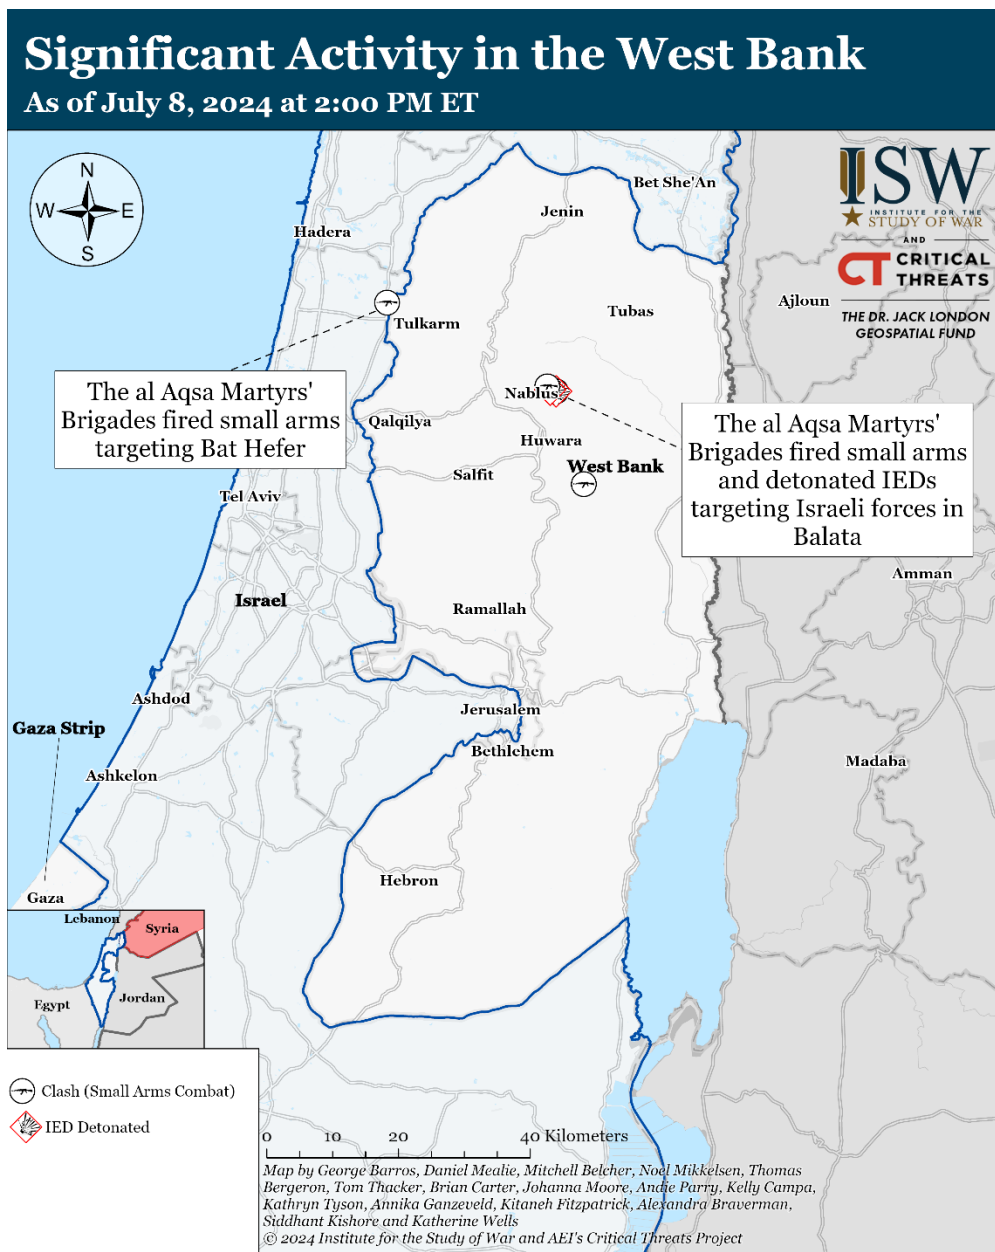 Significant Activity in the West Bank
As of July 8, 2024 at 2:00 PM ET
N
W E
S
ISW
INSTITUTE FOR THE
STUDY OF WAR
AND
CT CRITICAL
THREATS
THE DR. JACK LONDON
GEOSPATIAL FUND
Bet She'An
Jenin
Hadera
Ajloun
Tubas
Tulkarm
The al Aqsa Martyrs'
Brigades fired small arms
targeting Bat Hefer
Nablus
Qalqilya
Huwara
West Bank
Salfit
The al Aqsa Martyrs'
Brigades fired small arms
and detonated IEDs
targeting Israeli forces in
Balata
Tel Aviv
Amman
Israel
Ramallah
Ashdod
Jerusalem
Gaza Strip
Bethlehem
Madaba
Ashkelon
Hebron
Gaza
Lebanon
Syria
Egypt
Jordan
Clash (Small Arms Combat)
IED Detonated
0 10 20 40 Kilometers
Map by George Barros, Daniel Mealie, Mitchell Belcher, Noel Mikkelsen, Thomas
Bergeron, Tom Thacker, Brian Carter, Johanna Moore, Andie Parry, Kelly Campa,
Kathryn Tyson, Annika Ganzeveld, Kitaneh Fitzpatrick, Alexandra Braverman,
Siddhant Kishore and Katherine Wells
© 2024 Institute for the Study of War and AEI's Critical Threats Project